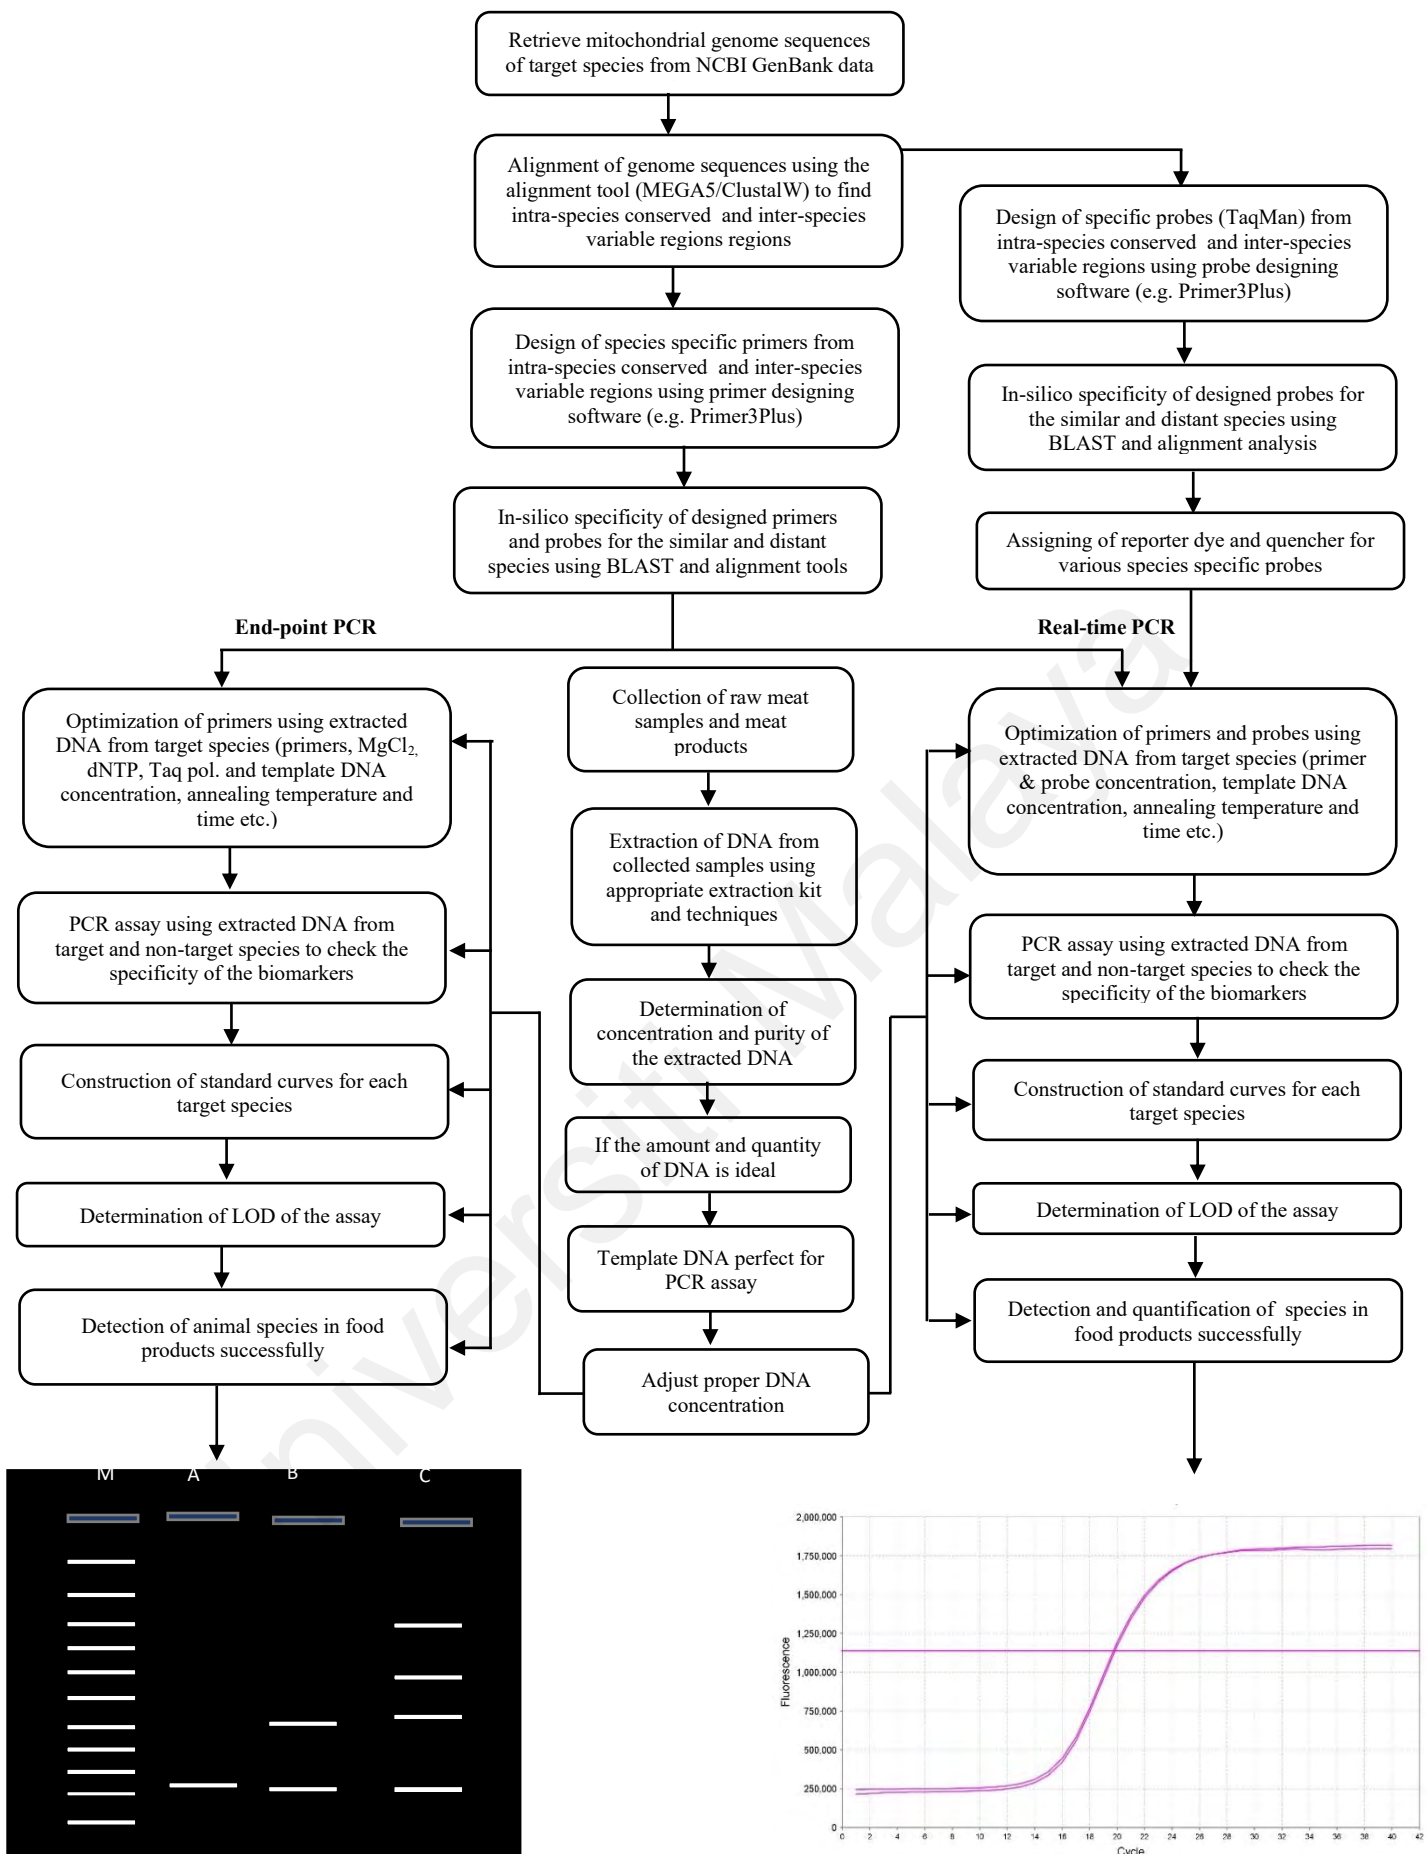 Retrieve mitochondrial genome sequences
of target species from NCBI GenBank data
Alignment of genome sequences using the
alignment tool (MEGA5/ClustalW) to find
intra-species conserved and inter-species
variable regions regions
Design of specific probes (TaqMan) from
intra-species conserved and inter-species
variable regions using probe designing
software (e.g. Primer3Plus)
Design of species specific primers from
intra-species conserved and inter-species
variable regions using primer designing
software (e.g. Primer3Plus)
In-silico specificity of designed probes for
the similar and distant species using
BLAST and alignment analysis
In-silico specificity of designed primers
and probes for the similar and distant
species using BLAST and alignment tools
Assigning of reporter dye and quencher for
various species specific probes
End-point PCR
Real-time PCR
Optimization of primers using extracted
DNA from target species (primers, MgCl₂,
dNTP, Taq pol. and template DNA
concentration, annealing temperature and
time etc.)
PCR assay using extracted DNA from
target and non-target species to check the
specificity of the biomarkers
Construction of standard curves for each
target species
Determination of LOD of the assay
Detection of animal species in food
products successfully
Collection of raw meat
samples and meat
products
Extraction of DNA from
collected samples using
appropriate extraction kit
and techniques
Determination of
concentration and purity of
the extracted DNA
If the amount and quantity
of DNA is ideal
Template DNA perfect for
PCR assay
Adjust proper DNA
concentration
Optimization of primers and probes using
extracted DNA from target species (primer
& probe concentration, template DNA
concentration, annealing temperature and
time etc.)
PCR assay using extracted DNA from
target and non-target species to check the
specificity of the biomarkers
Construction of standard curves for each
target species
Determination of LOD of the assay
Detection and quantification of species in
food products successfully
M A B C
2,000,000
1,750,000
1,500,000
1,250,000
1,000,000
750,000
500,000
250,000
0
Fluorescence
0 2 4 6 8 10 12 14 16 18 20 22 24 26 28 30 32 34 36 38 40 42
Cycle
Universiti Malaya